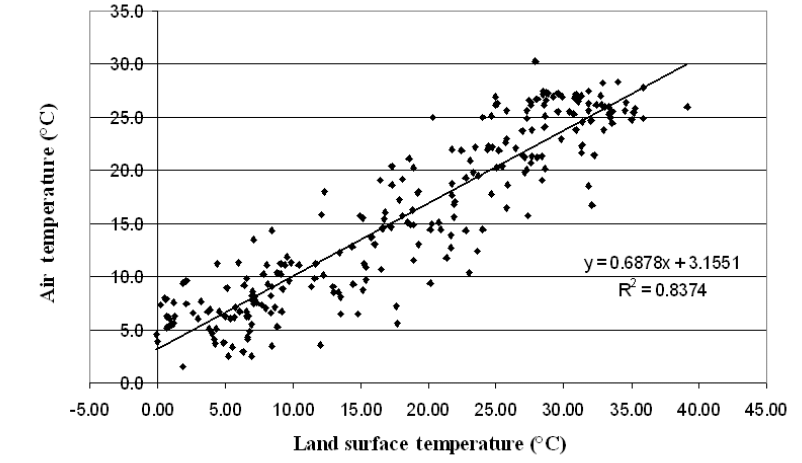 35.0
30.0
25.0
20.0
15.0
10.0
5.0
0.0
Air temperature (°C)
y = 0.6878x + 3.1551
R² = 0.8374
-5.00 0.00 5.00 10.00 15.00 20.00 25.00 30.00 35.00 40.00 45.00
Land surface temperature (°C)